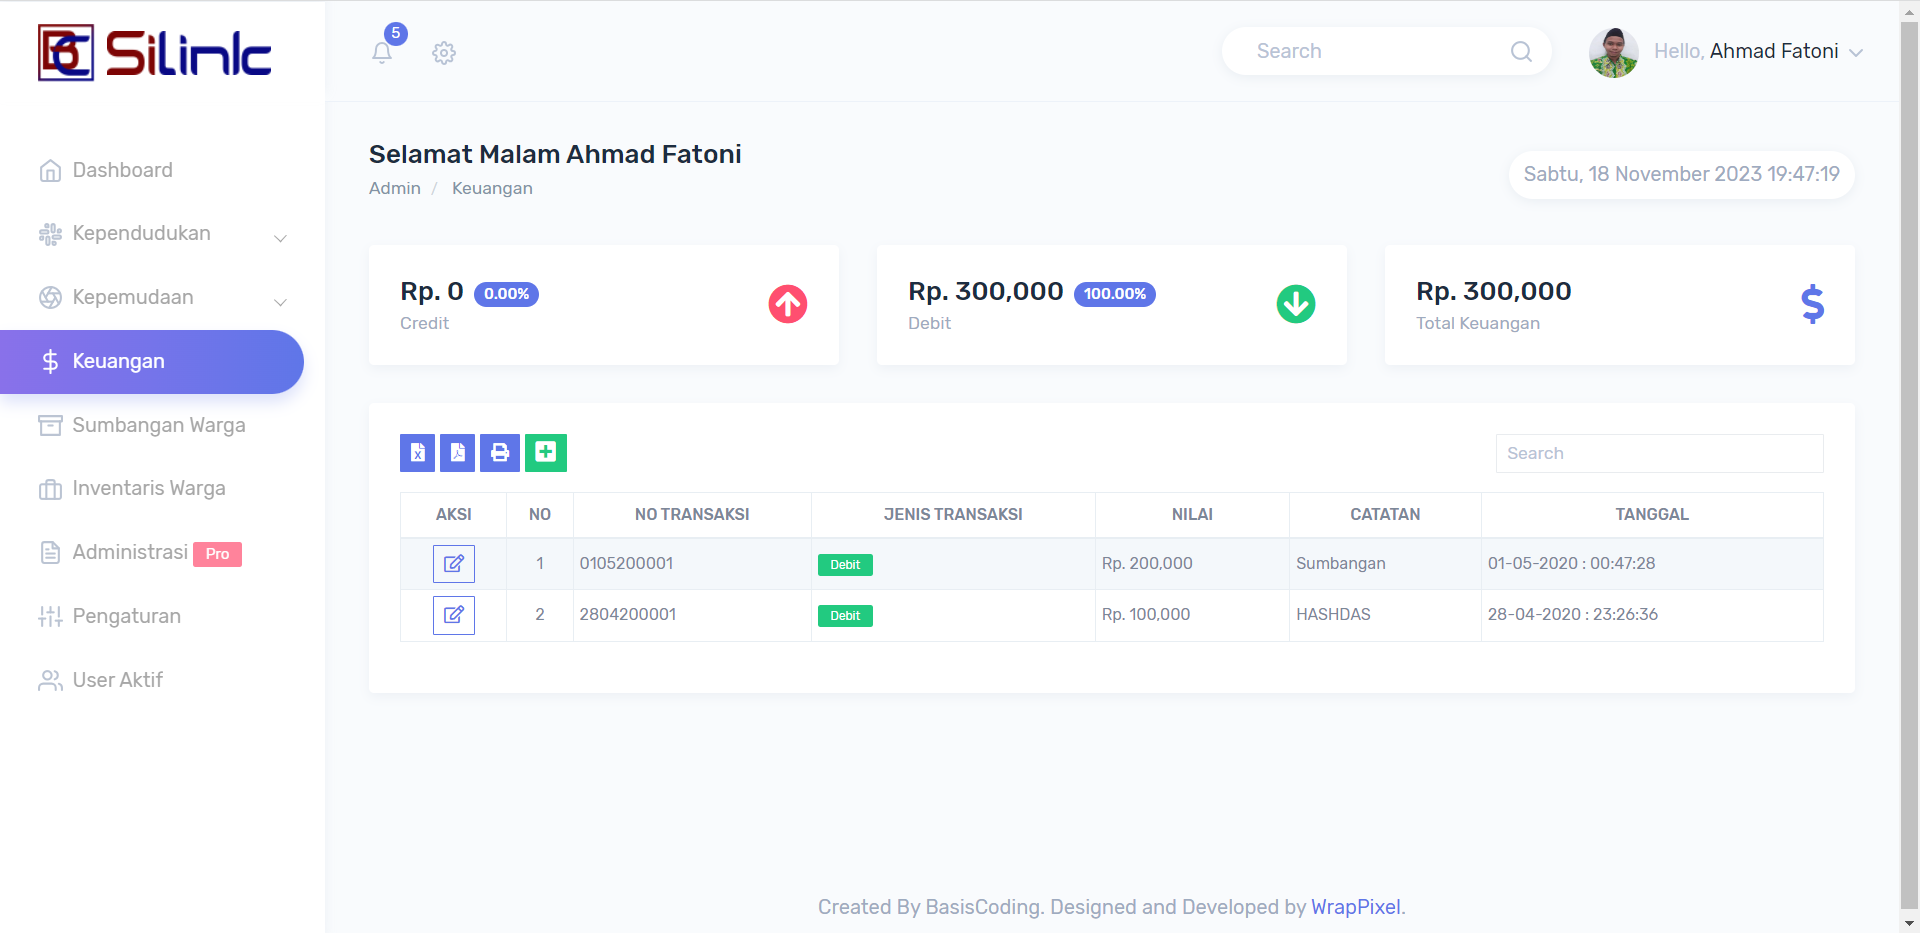 BC SiLinK
5
Search
Hello, Ahmad Fatoni
Dashboard
Kependudukan
Kepemudaan
Keuangan
Sumbangan Warga
Inventaris Warga
Administrasi Pro
Pengaturan
User Aktif
Selamat Malam Ahmad Fatoni
Admin / Keuangan
Sabtu, 18 November 2023 19:47:19
Rp. 0 0.00%
Credit
Rp. 300,000 100.00%
Debit
Rp. 300,000
Total Keuangan
Search
AKSI NO NO TRANSAKSI JENIS TRANSAKSI NILAI CATATAN TANGGAL
1 0105200001 Debit Rp. 200,000 Sumbangan 01-05-2020 : 00:47:28
2 2804200001 Debit Rp. 100,000 HASHDAS 28-04-2020 : 23:26:36
Created By BasisCoding. Designed and Developed by WrapPixel.